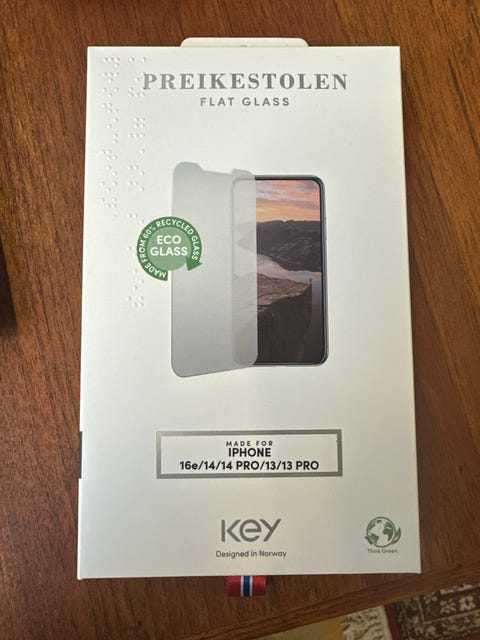 PREIKESTOLEN
FLAT GLASS
MADE FROM 60% RECYCLED GLASS
ECO
GLASS
MADE FOR
IPHONE
16e/14/14 PRO/13/13 PRO
KEY
Designed in Norway
Think Green.